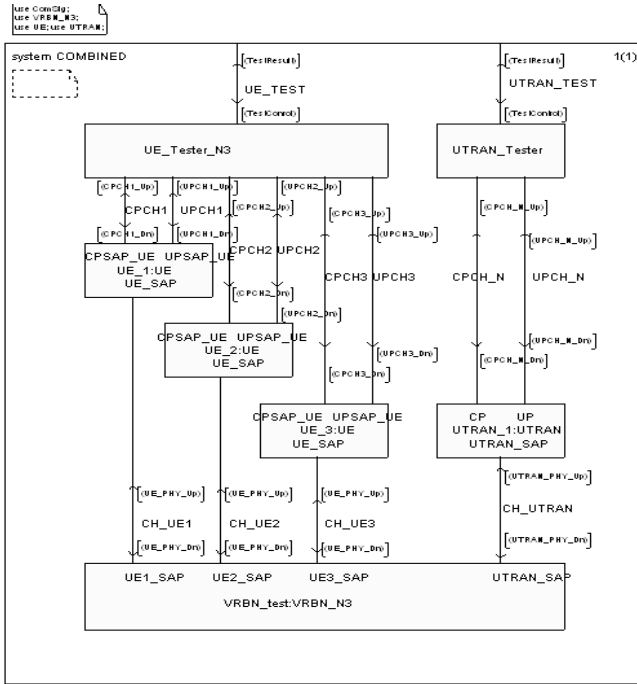 use ComSig;
use VRBN_N3;
use UE;use UTRAN;
system COMBINED
1(1)
[(TestResult)]
[(TestResult)]
UE_TEST
UTRAN_TEST
[(TestControl)]
[(TestControl)]
UE_Tester_N3
UTRAN_Tester
[(CPCH1_Up)]
[(UPCH1_Up)]
[(UPCH2_Up)]
CPCH1
UPCH1
[(CPCH2_Up)]
[(CPCH3_Up)]
[(CPCH_N_Up)]
[(CPCH1_Dn)]
[(UPCH1_Dn)]
[(UPCH3_Up)]
[(UPCH_N_Up)]
CPSAP_UE UPSAP_UE
UE_1:UE
UE_SAP
CPCH2
UPCH2
CPCH3
UPCH3
CPCH_N
UPCH_N
[(CPCH2_Dn)]
[(UPCH2_Dn)]
CPSAP_UE UPSAP_UE
UE_2:UE
UE_SAP
[(UPCH3_Dn)]
[(UPCH_N_Dn)]
[(CPCH3_Dn)]
[(CPCH_N_Dn)]
CPSAP_UE UPSAP_UE
UE_3:UE
UE_SAP
CP UP
UTRAN_1:UTRAN
UTRAN_SAP
[(UTRAN_PHY_Up)]
[(UE_PHY_Up)]
[(UE_PHY_Up)]
[(UE_PHY_Up)]
CH_UTRAN
CH_UE1
CH_UE2
CH_UE3
[(UTRAN_PHY_Dn)]
[(UE_PHY_Dn)]
[(UE_PHY_Dn)]
[(UE_PHY_Dn)]
UE1_SAP
UE2_SAP
UE3_SAP
UTRAN_SAP
VRBN_test:VRBN_N3